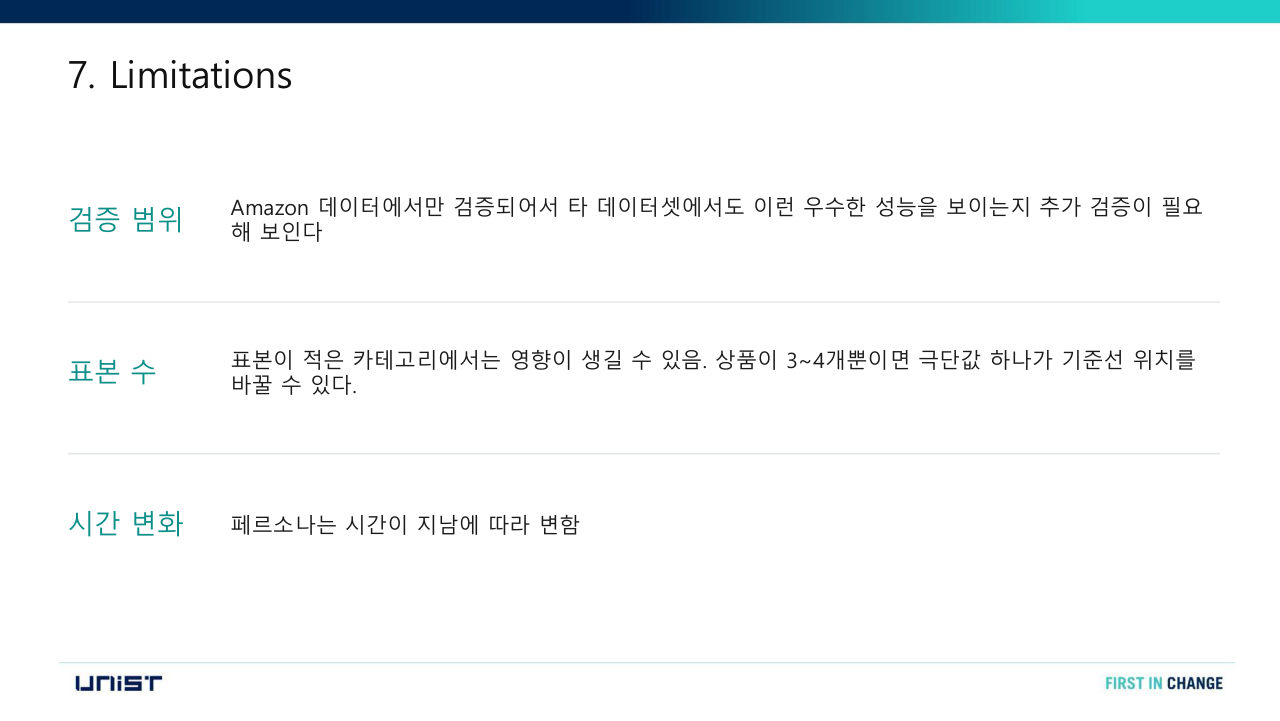 7. Limitations
검증 범위
Amazon 데이터에서만 검증되어서 타 데이터셋에서도 이런 우수한 성능을 보이는지 추가 검증이 필요
해 보인다
표본 수
표본이 적은 카테고리에서는 영향이 생길 수 있음. 상품이 3~4개뿐이면 극단값 하나가 기준선 위치를
바꿀 수 있다.
시간 변화
페르소나는 시간이 지남에 따라 변함
UNIST
FIRST IN CHANGE